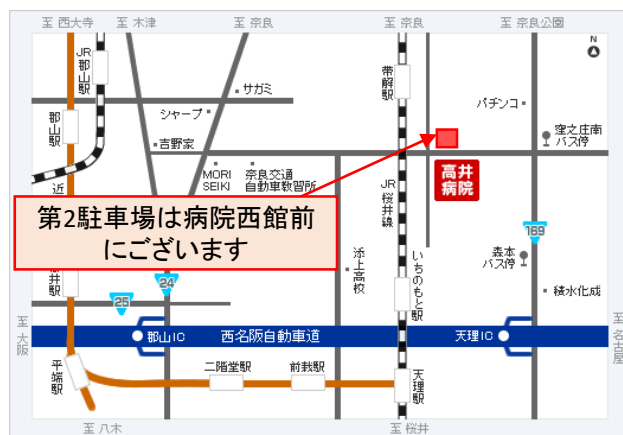 至 西大寺
至 木津
至 奈良
至 奈良
至 奈良公園
N
JR郡山駅
サガミ
帯解駅
パチンコ
シャープ
郡山駅
吉野家
窪之庄南
バス停
MORI
SEIKI
奈良交通
自動車教習所
高井
病院
近
JR桜井線
第2駐車場は病院西館前
にございます
169
添上高校
いちのもと駅
森本
バス停
井駅
24
25
積水化成
至 大阪
郡山IC
西名阪自動車道
天理IC
至 名古屋
平端駅
二階堂駅
前栽駅
天理駅
至 八木
至 桜井